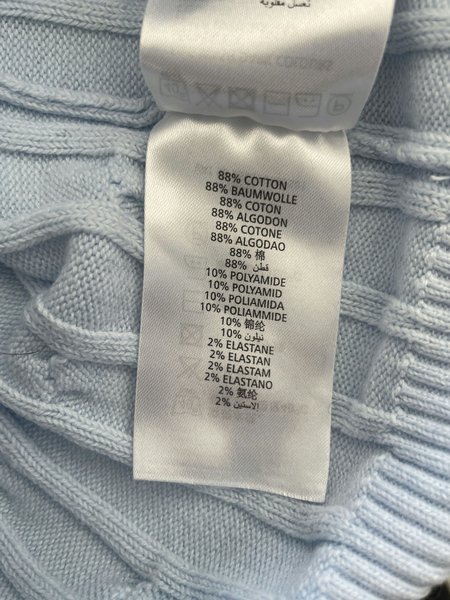 تغسل مقلوبة
88% COTTON
88% BAUMWOLLE
88% COTON
88% ALGODON
88% COTONE
88% ALGODAO
88% 棉
88% قطن
10% POLYAMIDE
10% POLYAMID
10% POLIAMIDA
10% POLIAMMIDE
10% 锦纶
10% نيلون
2% ELASTANE
2% ELASTAN
2% ELASTAM
2% ELASTANO
2% 氨纶
2% الاستين